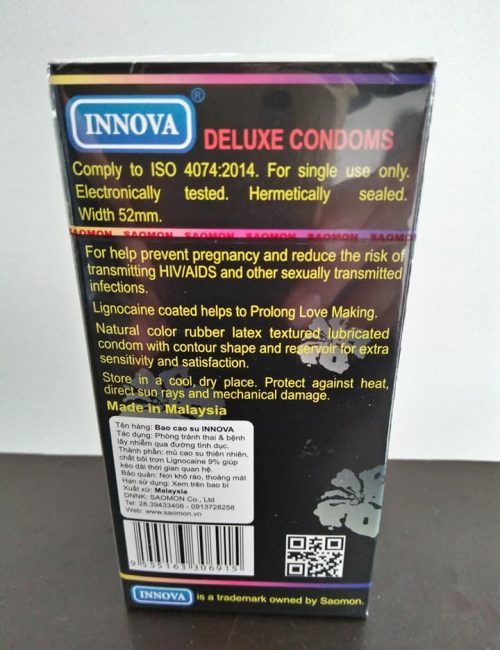 INNOVA®
DELUXE CONDOMS
Comply to ISO 4074:2014. For single use only.
Electronically tested. Hermetically sealed.
Width 52mm.
SAOMON SAOMON SAOMON SAOMON SAOMON SAOMON SAOMON
For help prevent pregnancy and reduce the risk of
transmitting HIV/AIDS and other sexually transmitted
infections.
Lignocaine coated helps to Prolong Love Making.
Natural color rubber latex textured lubricated
condom with contour shape and reservoir for extra
sensitivity and satisfaction.
Store in a cool, dry place. Protect against heat,
direct sun rays and mechanical damage.
Made in Malaysia
Tên hàng: Bao cao su INNOVA
Tác dụng: Phòng tránh thai & bệnh
lây nhiễm qua đường tình dục.
Thành phần: mủ cao su thiên nhiên,
chất bôi trơn Lignocaine 9% giúp
kéo dài thời gian quan hệ.
Bảo quản: Nơi khô ráo, thoáng mát
Hạn sử dụng: Xem trên bao bì
Xuất xứ: Malaysia
DNNK: SAOMON Co., Ltd
Tel: 28.39433408 - 0913728258
Web: www.saomon.vn
9 555163 306915
INNOVA is a trademark owned by Saomon.